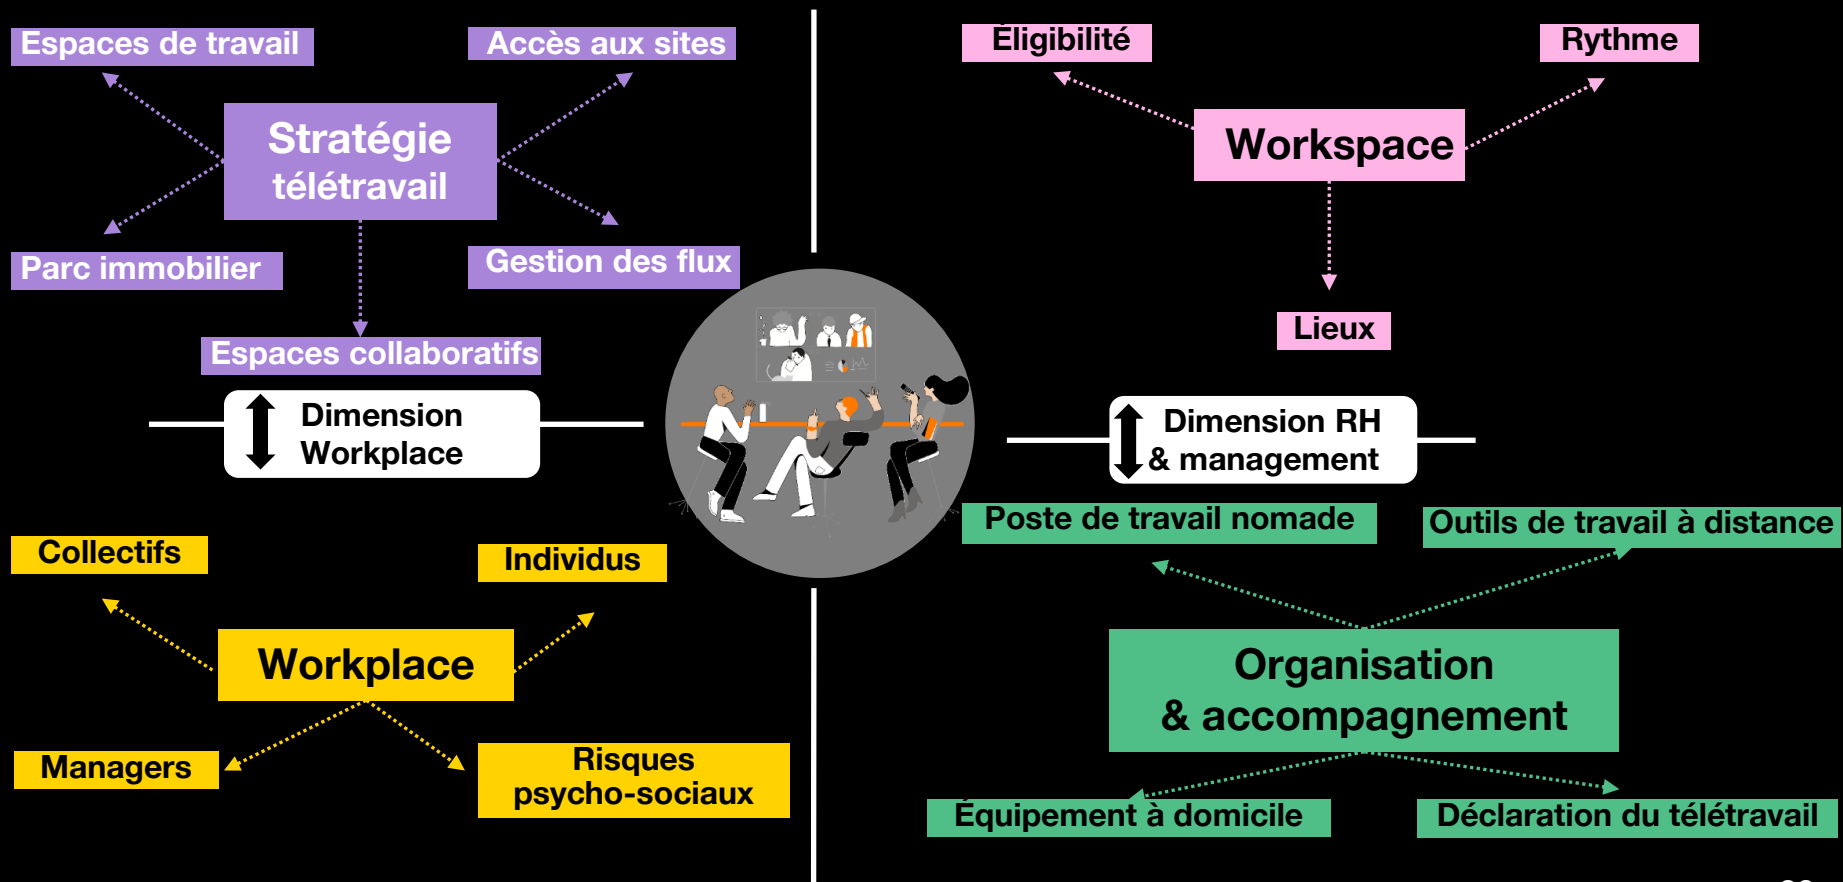 Espaces de travail
Accès aux sites
Stratégie
télétravail
Parc immobilier
Gestion des flux
Espaces collaboratifs
Dimension
Workplace
Collectifs
Individus
Workplace
Managers
Risques
psycho-sociaux
Éligibilité
Rythme
Workspace
Lieux
Dimension RH
& management
Poste de travail nomade
Outils de travail à distance
Organisation
& accompagnement
Équipement à domicile
Déclaration du télétravail